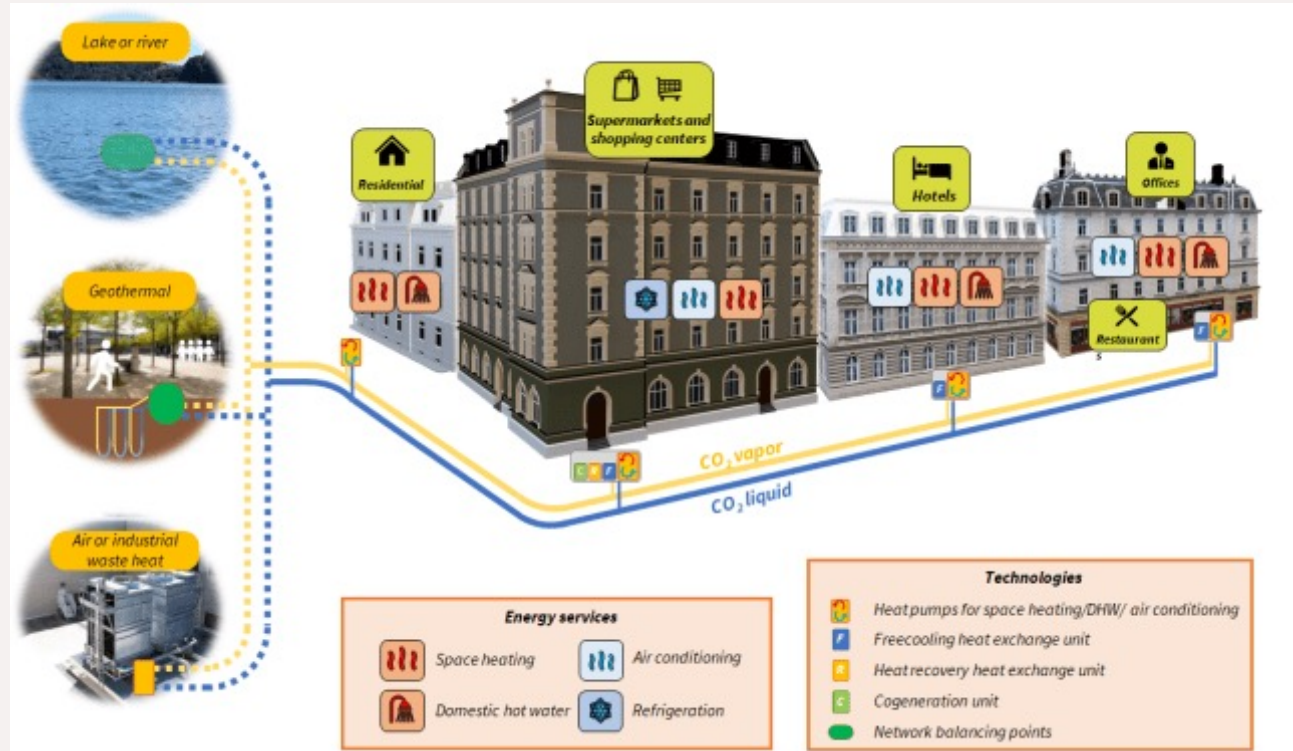 Lake or river
Geothermal
Air or industrial
waste heat
Residential
Supermarkets and
shopping centers
Hotels
Offices
Restaurant
s
F
F
C R F
CO₂ vapor
CO₂ liquid
Energy services
Space heating
Air conditioning
Domestic hot water
Refrigeration
Technologies
Heat pumps for space heating/DHW/ air conditioning
F Freecooling heat exchange unit
R Heat recovery heat exchange unit
C Cogeneration unit
Network balancing points